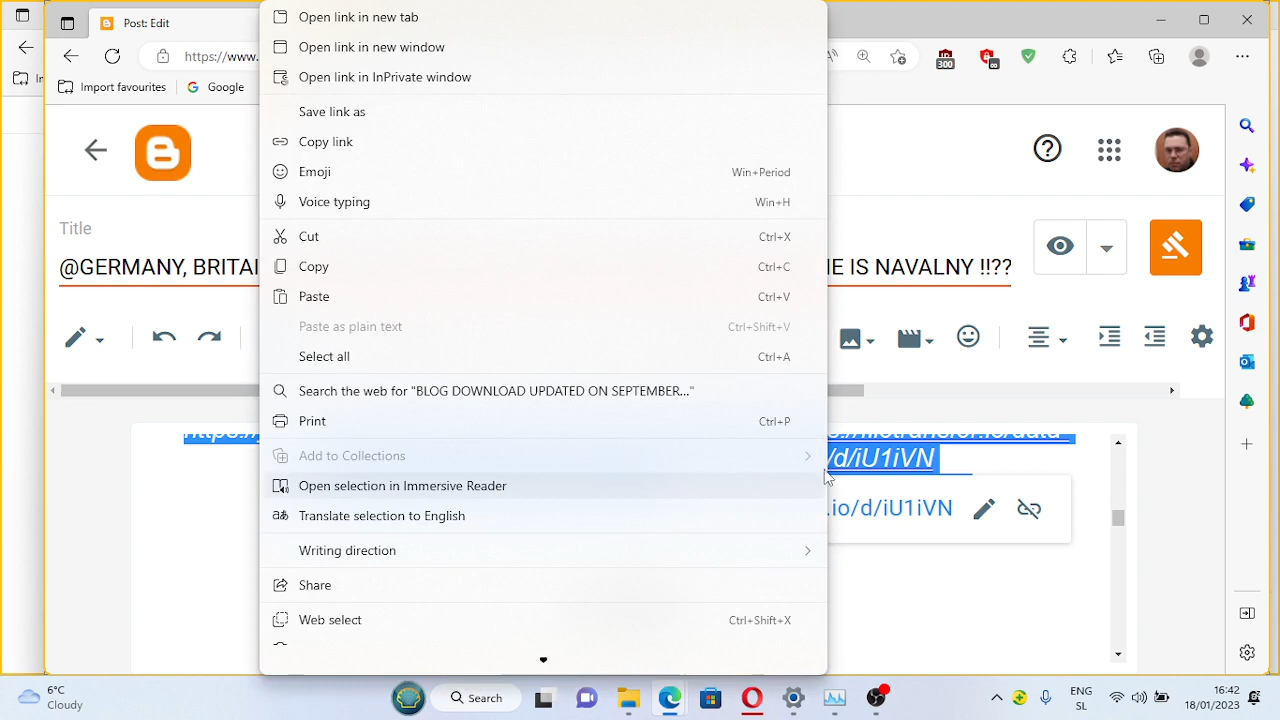 Post: Edit
https://www.
300
Import favourites
Google
Title
@GERMANY, BRITAI
E IS NAVALNY !!??
Open link in new tab
Open link in new window
Open link in InPrivate window
Save link as
Copy link
Emoji Win+Period
Voice typing Win+H
Cut Ctrl+X
Copy Ctrl+C
Paste Ctrl+V
Paste as plain text Ctrl+Shift+V
Select all Ctrl+A
Search the web for "BLOG DOWNLOAD UPDATED ON SEPTEMBER..."
Print Ctrl+P
Add to Collections
Open selection in Immersive Reader
Translate selection to English
Writing direction
Share
Web select Ctrl+Shift+X
/d/iU1iVN
.io/d/iU1iVN
6°C
Cloudy
Search
ENG
SL
16:42
18/01/2023